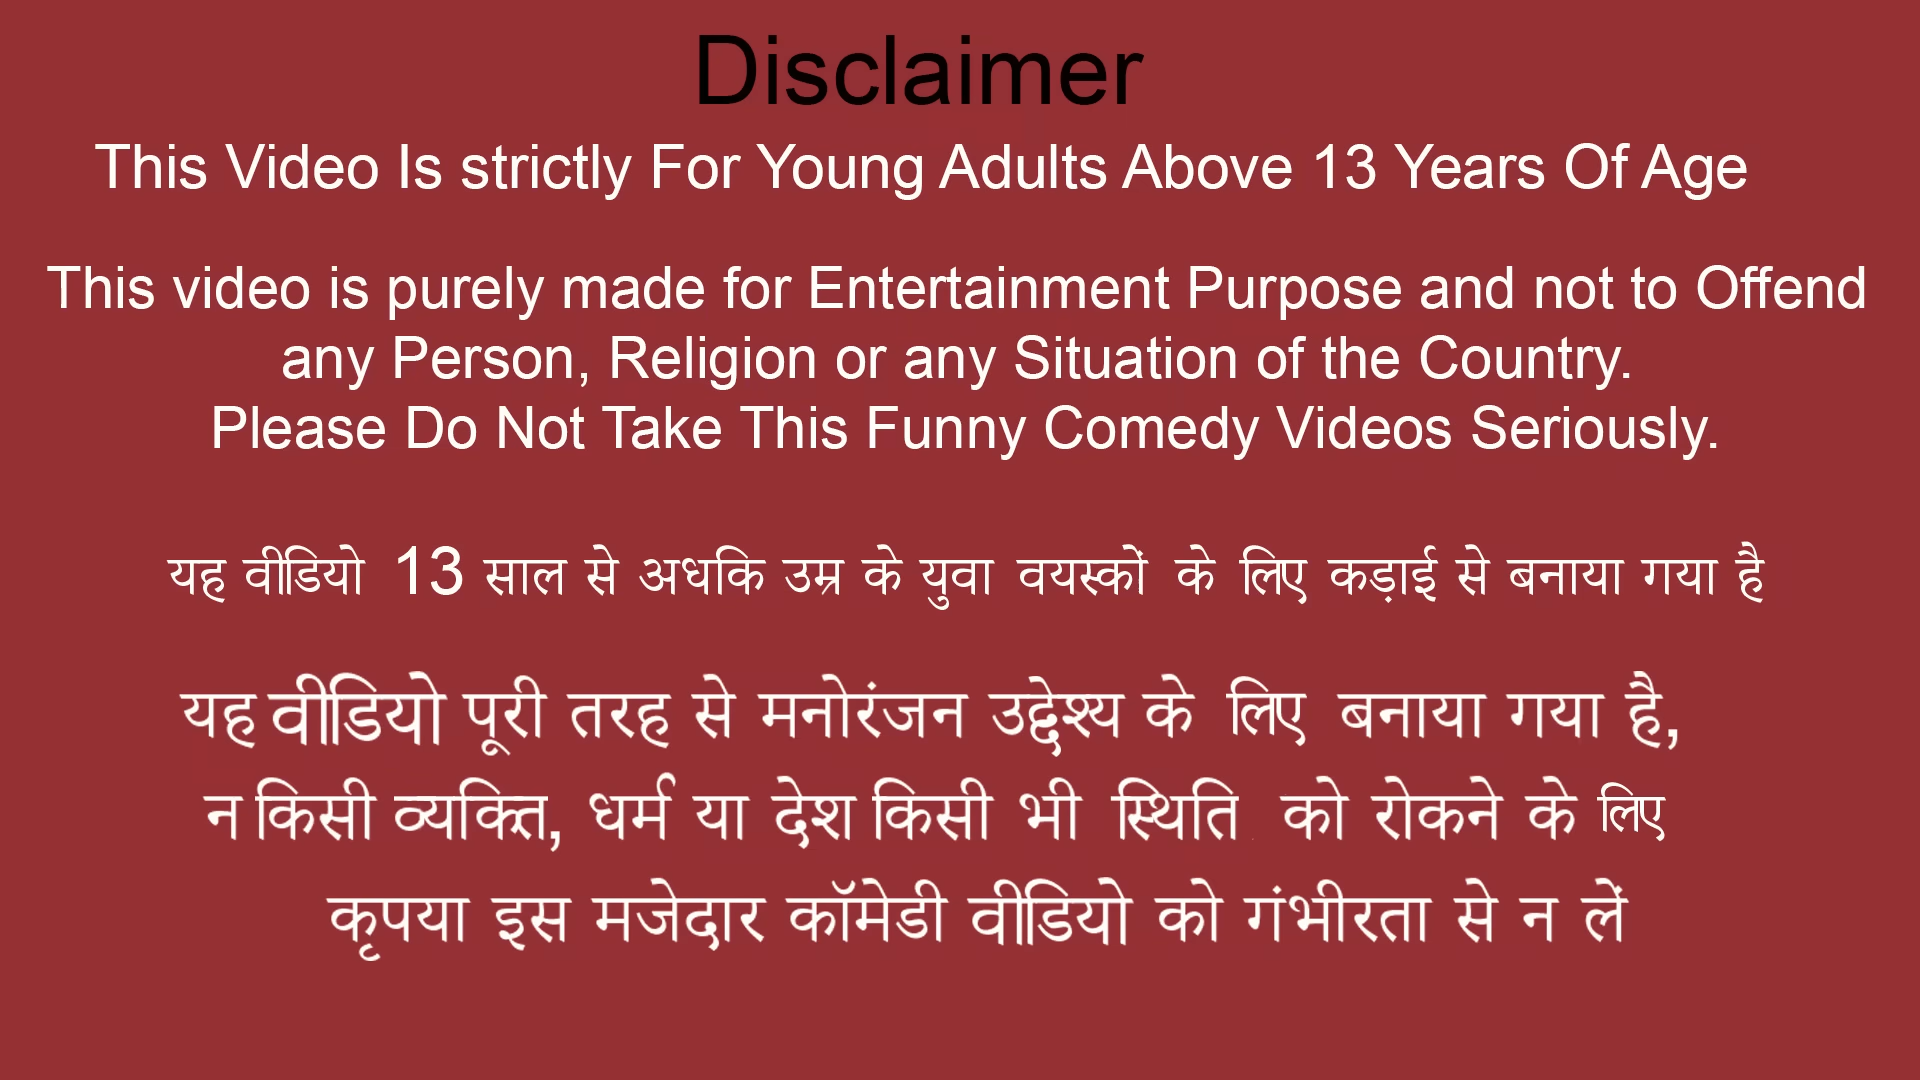 Disclaimer
This Video Is strictly For Young Adults Above 13 Years Of Age
This video is purely made for Entertainment Purpose and not to Offend
any Person, Religion or any Situation of the Country.
Please Do Not Take This Funny Comedy Videos Seriously.
यह वीडियो 13 साल से अधकि उम्र के युवा वयस्कों के लिए कड़ाई से बनाया गया है
यह वीडियो पूरी तरह से मनोरंजन उद्देश्य के लिए बनाया गया है,
न किसी व्यक्ति, धर्म या देश किसी भी स्थिति को रोकने के लिए
कृपया इस मजेदार कॉमेडी वीडियो को गंभीरता से न लें